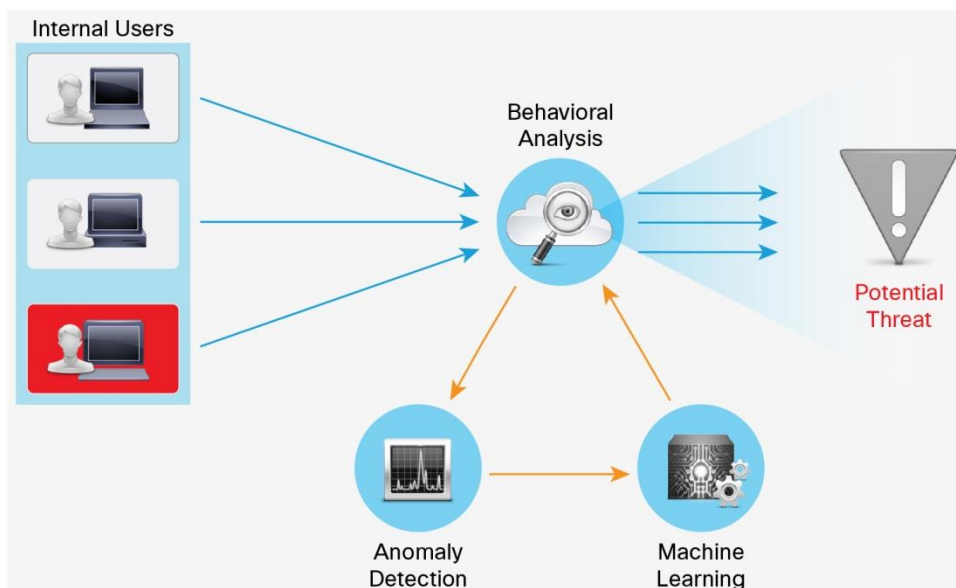 Internal Users
Behavioral
Analysis
Potential
Threat
Anomaly
Detection
Machine
Learning